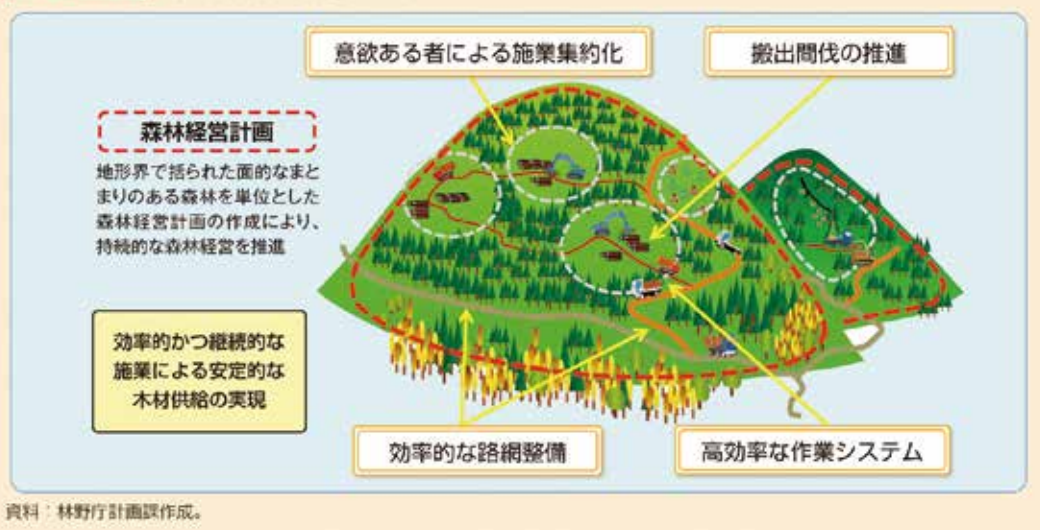 意欲ある者による施業集約化
搬出間伐の推進
森林経営計画
地形界で括られた面的なまと
まりのある森林を単位とした
森林経営計画の作成により、
持続的な森林経営を推進
効率的かつ継続的な
施業による安定的な
木材供給の実現
効率的な路網整備
高効率な作業システム
資料：林野庁計画課作成。